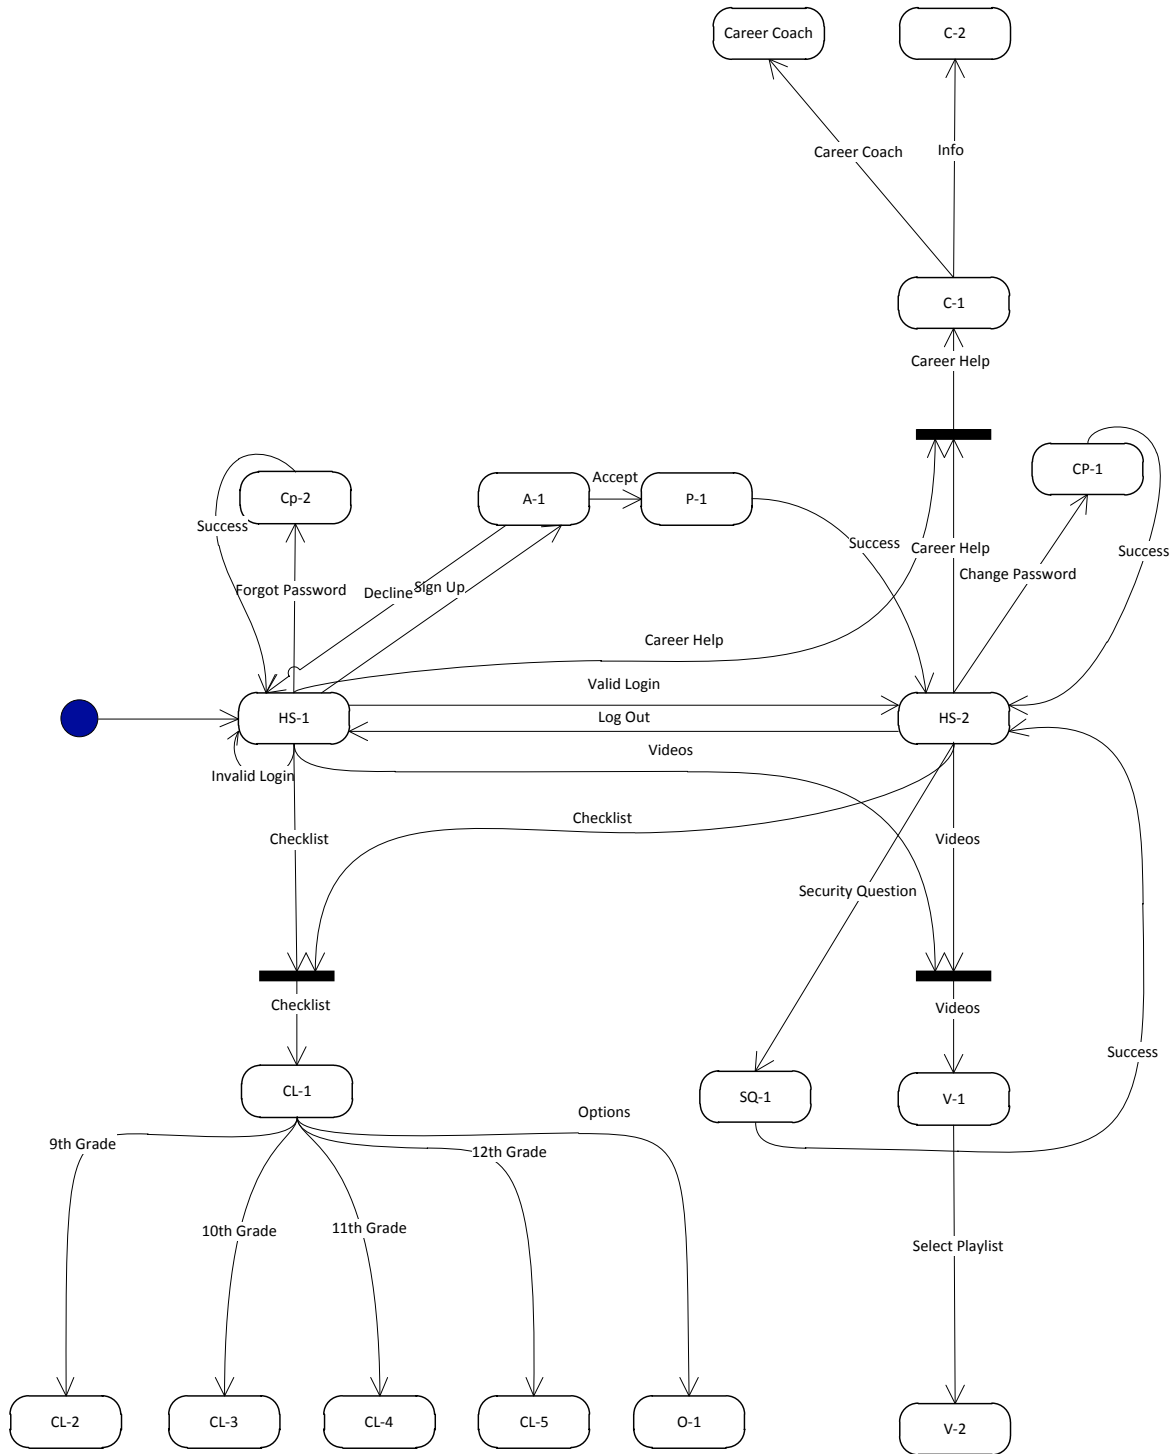 Career Coach
C-2
Career Coach
Info
C-1
Career Help
Cp-2
A-1
Accept
P-1
CP-1
Success
Success
Career Help
Success
Forgot Password
Decline
Sign Up
Change Password
Career Help
Valid Login
HS-1
Log Out
HS-2
Videos
Invalid Login
Checklist
Checklist
Videos
Security Question
Checklist
Videos
Success
CL-1
SQ-1
V-1
Options
9th Grade
12th Grade
10th Grade
11th Grade
Select Playlist
CL-2
CL-3
CL-4
CL-5
O-1
V-2